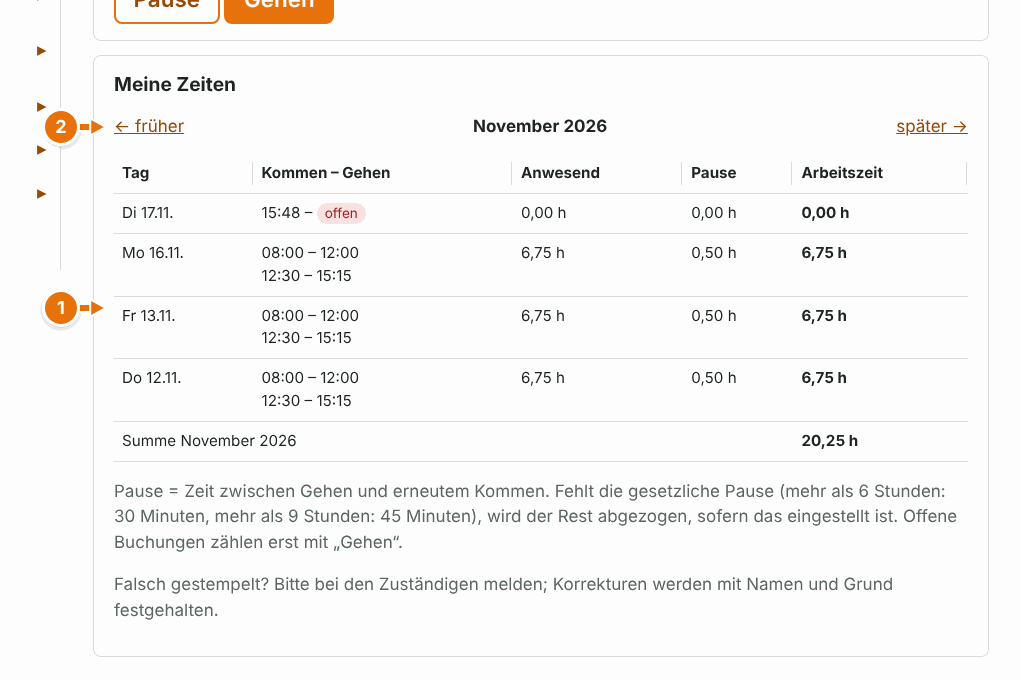 Pause Gehen
Meine Zeiten
2
← früher November 2026 später →
Tag Kommen – Gehen Anwesend Pause Arbeitszeit
Di 17.11. 15:48 – offen 0,00 h 0,00 h 0,00 h
Mo 16.11. 08:00 – 12:00 6,75 h 0,50 h 6,75 h
12:30 – 15:15
1
Fr 13.11. 08:00 – 12:00 6,75 h 0,50 h 6,75 h
12:30 – 15:15
Do 12.11. 08:00 – 12:00 6,75 h 0,50 h 6,75 h
12:30 – 15:15
Summe November 2026 20,25 h
Pause = Zeit zwischen Gehen und erneutem Kommen. Fehlt die gesetzliche Pause (mehr als 6 Stunden:
30 Minuten, mehr als 9 Stunden: 45 Minuten), wird der Rest abgezogen, sofern das eingestellt ist. Offene
Buchungen zählen erst mit „Gehen“.
Falsch gestempelt? Bitte bei den Zuständigen melden; Korrekturen werden mit Namen und Grund
festgehalten.